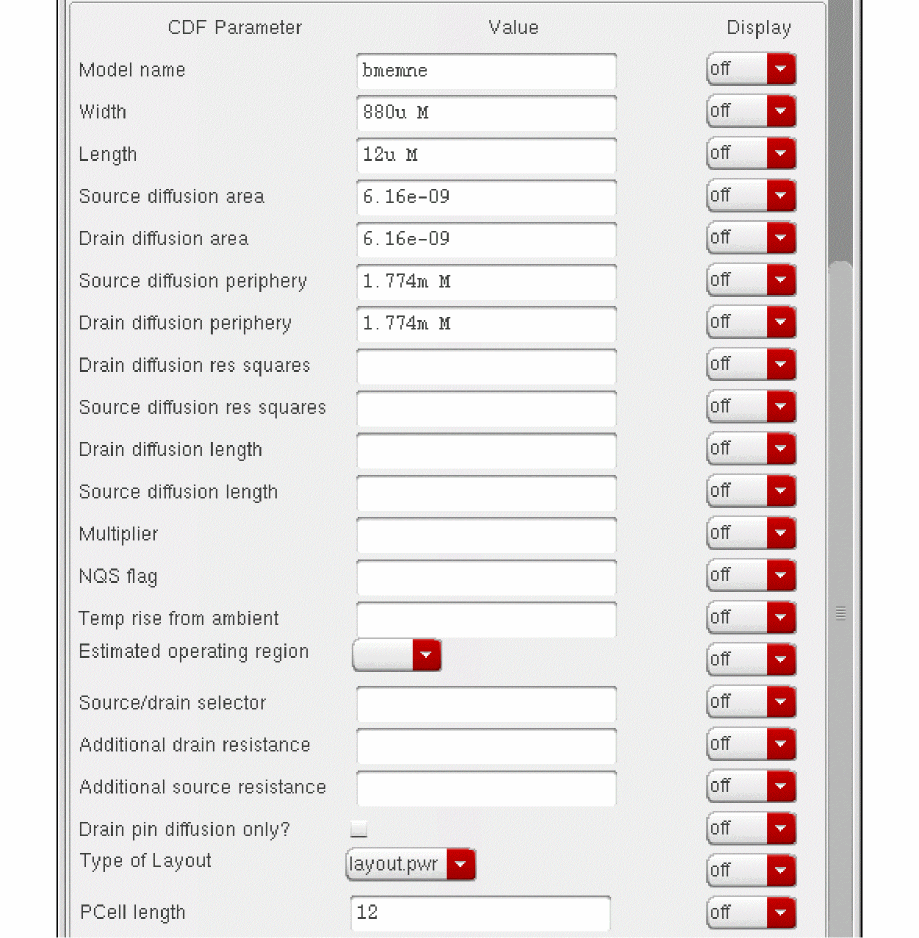 CDF Parameter Value Display
Model name bmemne off
Width 880u M off
Length 12u M off
Source diffusion area 6.16e-09 off
Drain diffusion area 6.16e-09 off
Source diffusion periphery 1.774m M off
Drain diffusion periphery 1.774m M off
Drain diffusion res squares off
Source diffusion res squares off
Drain diffusion length off
Source diffusion length off
Multiplier off
NQS flag off
Temp rise from ambient off
Estimated operating region off
Source/drain selector off
Additional drain resistance off
Additional source resistance off
Drain pin diffusion only? off
Type of Layout layout.pwr off
PCell length 12 off